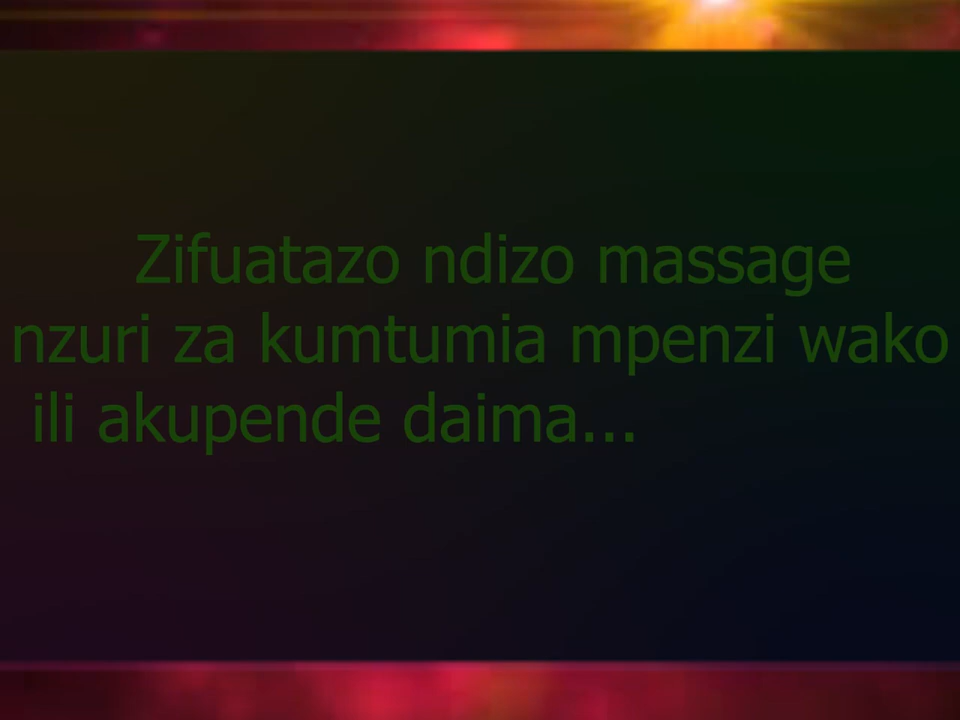 Zifuatazo ndizo massage
nzuri za kumtumia mpenzi wako
ili akupende daima...